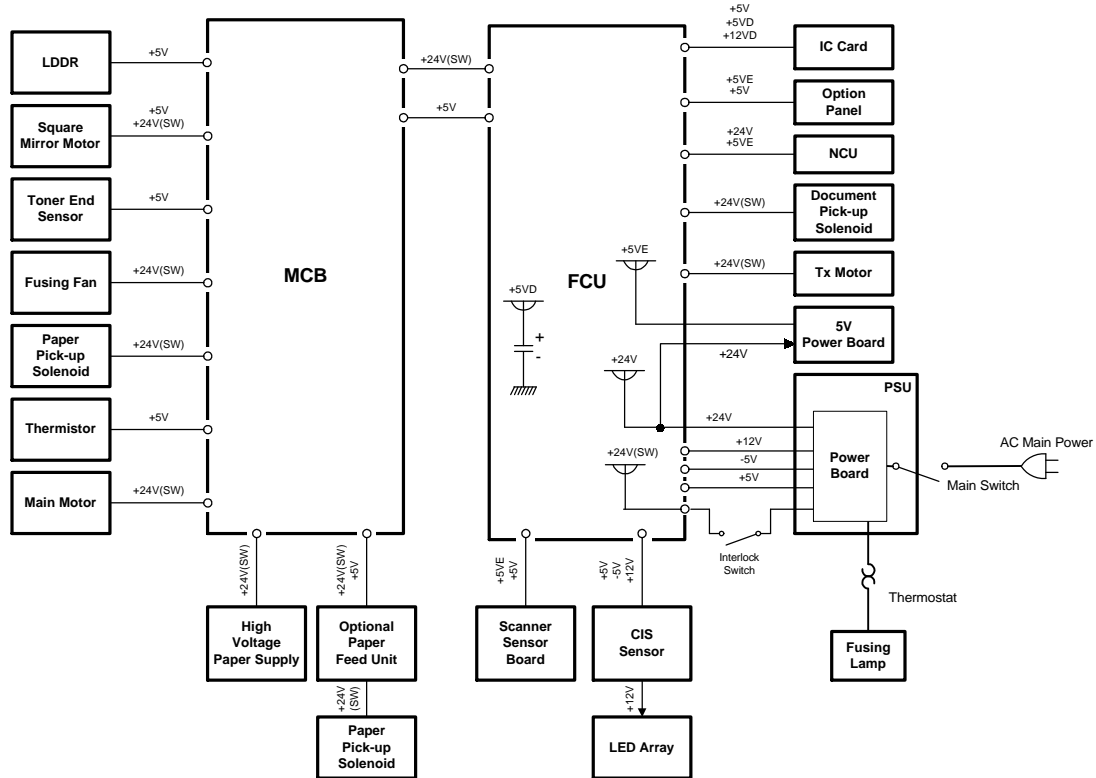 LDDR
+5V
Square
Mirror Motor
+5V
+24V(SW)
Toner End
Sensor
+5V
Fusing Fan
+24V(SW)
Paper
Pick-up
Solenoid
+24V(SW)
Thermistor
+5V
Main Motor
+24V(SW)
MCB
+24V(SW)
+5V
FCU
+5VD
+
-
+5VE
+24V
+24V(SW)
+5V
+5VD
+12VD
IC Card
+5VE
+5V
Option
Panel
+24V
+5VE
NCU
+24V(SW)
Document
Pick-up
Solenoid
+24V(SW)
Tx Motor
5V
Power Board
+24V
PSU
+24V
+12V
-5V
+5V
Power
Board
AC Main Power
Main Switch
Interlock
Switch
Thermostat
Fusing
Lamp
+24V(SW)
High
Voltage
Paper Supply
+24V(SW)
+5V
Optional
Paper
Feed Unit
+24V
(SW)
Paper
Pick-up
Solenoid
+5VE
+5V
Scanner
Sensor
Board
+5V
-5V
+12V
CIS
Sensor
+12V
LED Array